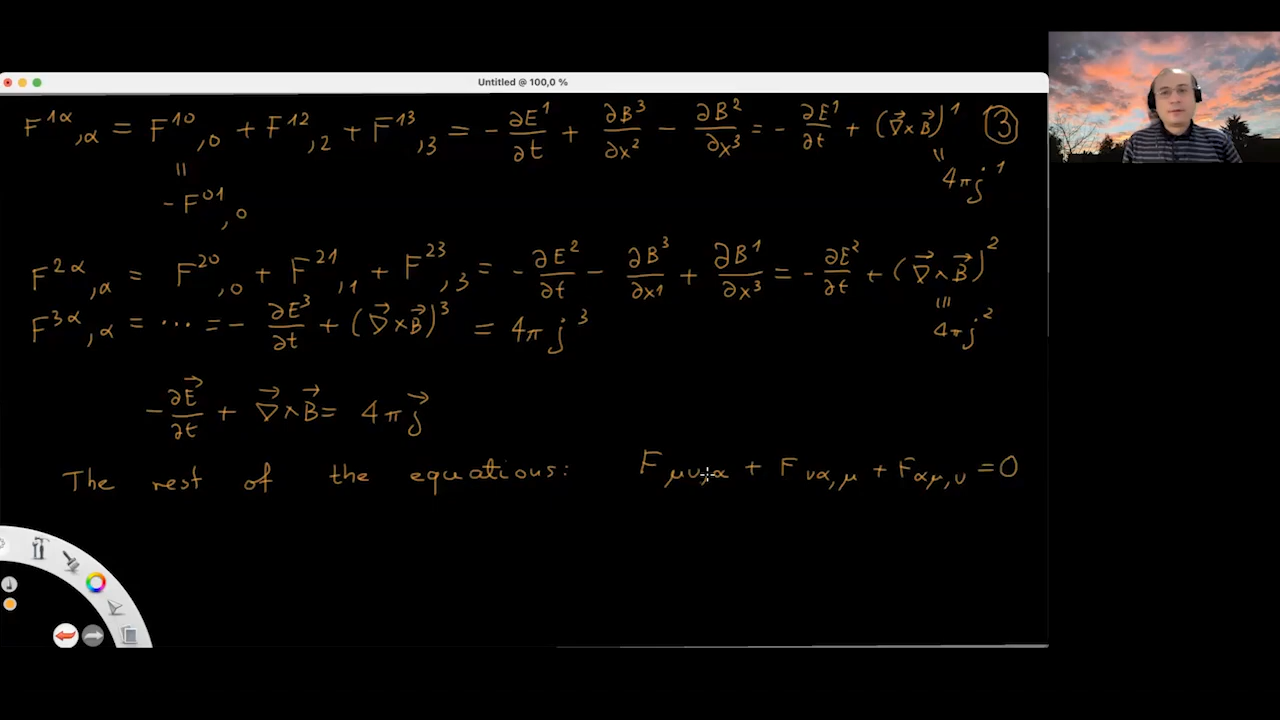 Untitled @ 100,0 %
F^{1α}_{,α} = F^{10}_{,0} + F^{12}_{,2} + F^{13}_{,3} = - ∂E^1/∂t + ∂B^3/∂x^2 - ∂B^2/∂x^3 = - ∂E^1/∂t + (∇⃗×B⃗)^1 ③
= 4πj^1
= -F^{01}_{,0}
F^{2α}_{,α} = F^{20}_{,0} + F^{21}_{,1} + F^{23}_{,3} = - ∂E^2/∂t - ∂B^3/∂x^1 + ∂B^1/∂x^3 = - ∂E^2/∂t + (∇⃗×B⃗)^2
= 4πj^2
F^{3α}_{,α} = ... = - ∂E^3/∂t + (∇⃗×B⃗)^3 = 4π j^3
- ∂E⃗/∂t + ∇⃗×B⃗ = 4π j⃗
The rest of the equations: F_{μν,α} + F_{να,μ} + F_{αμ,ν} = 0